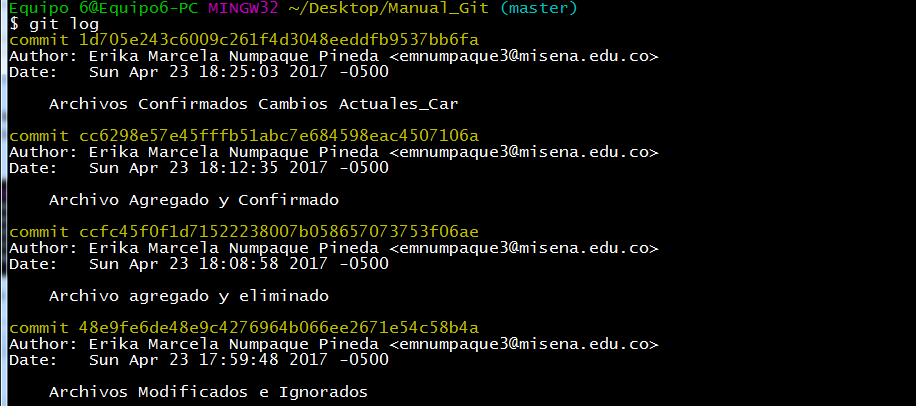 Equipo 6@Equipo6-PC MINGW32 ~/Desktop/Manual_Git (master)
$ git log
commit 1d705e243c6009c261f4d3048eeddfb9537bb6fa
Author: Erika Marcela Numpaque Pineda <emnumpaque3@misena.edu.co>
Date:   Sun Apr 23 18:25:03 2017 -0500
    Archivos Confirmados Cambios Actuales_Car
commit cc6298e57e45fffb51abc7e684598eac4507106a
Author: Erika Marcela Numpaque Pineda <emnumpaque3@misena.edu.co>
Date:   Sun Apr 23 18:12:35 2017 -0500
    Archivo Agregado y Confirmado
commit ccfc45f0f1d71522238007b058657073753f06ae
Author: Erika Marcela Numpaque Pineda <emnumpaque3@misena.edu.co>
Date:   Sun Apr 23 18:08:58 2017 -0500
    Archivo agregado y eliminado
commit 48e9fe6de48e9c4276964b066ee2671e54c58b4a
Author: Erika Marcela Numpaque Pineda <emnumpaque3@misena.edu.co>
Date:   Sun Apr 23 17:59:48 2017 -0500
    Archivos Modificados e Ignorados